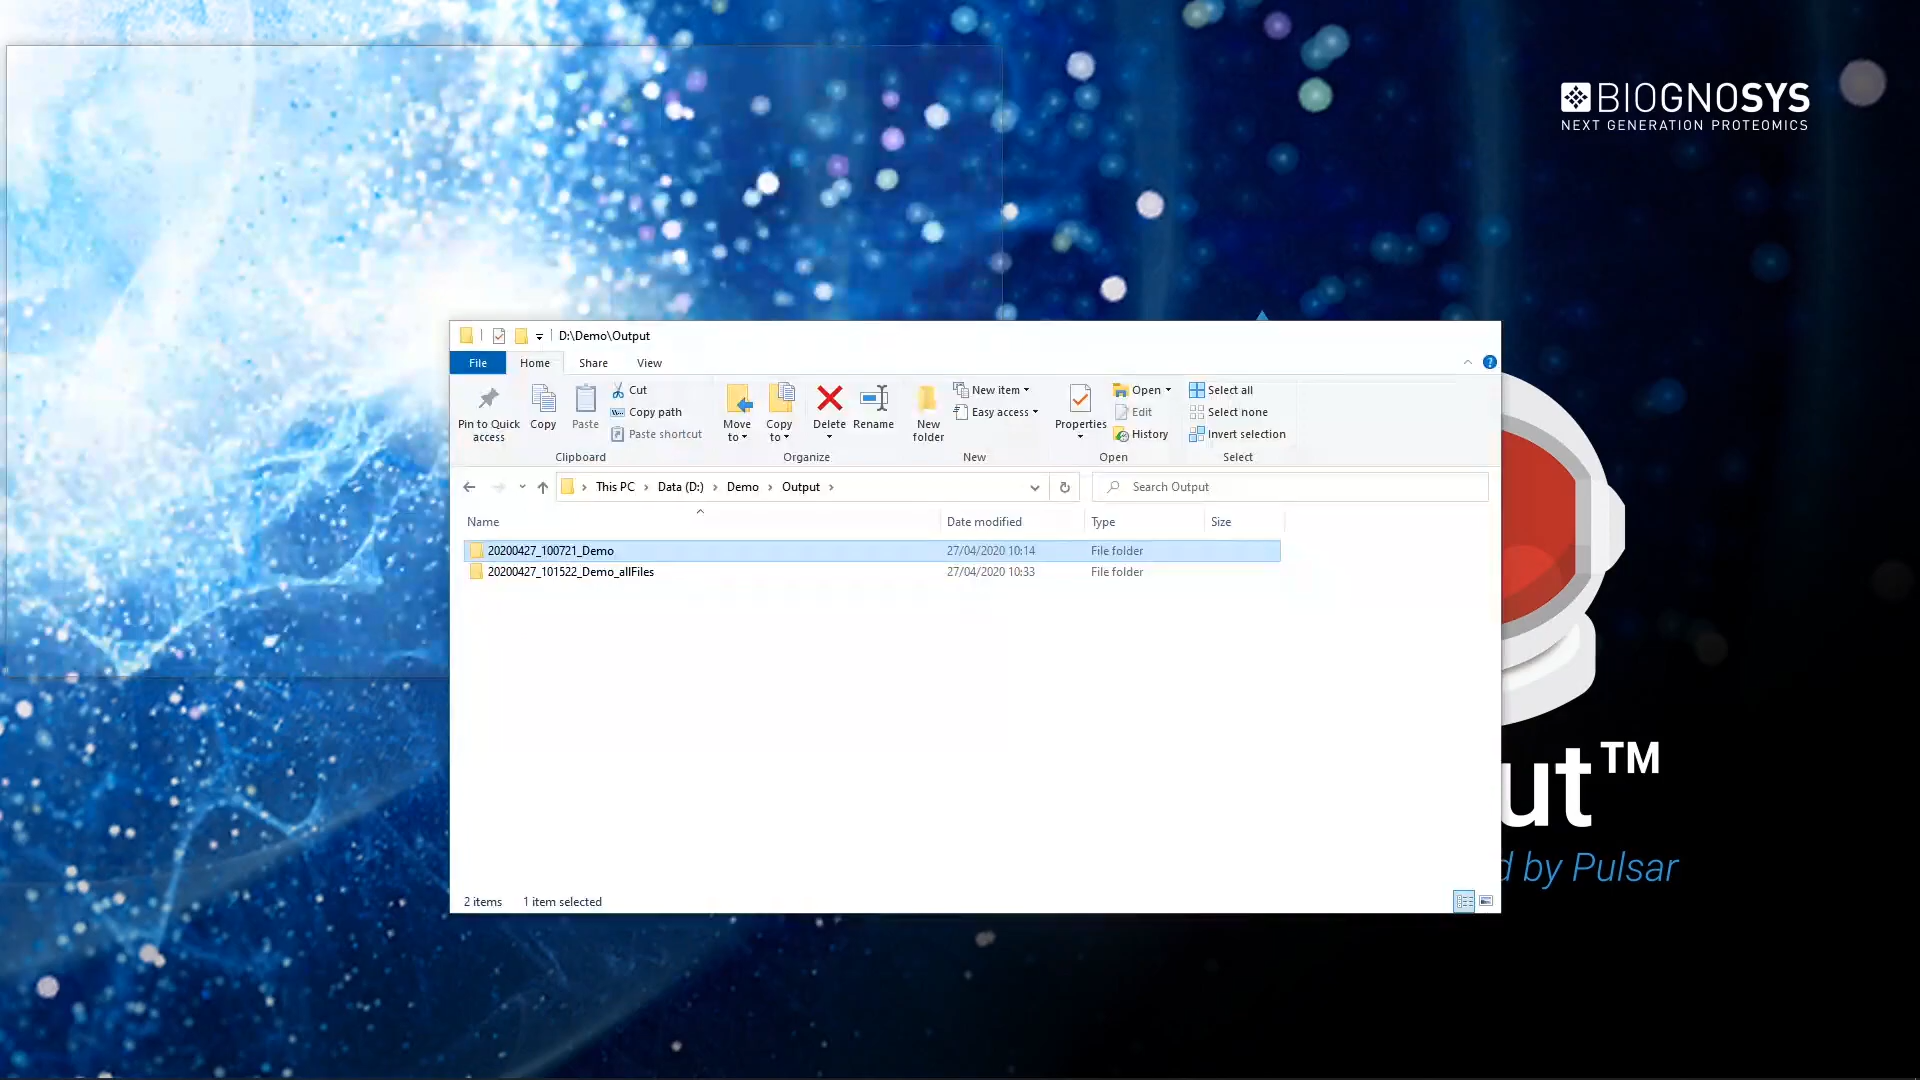 BIOGNOSYS
NEXT GENERATION PROTEOMICS
D:\Demo\Output
File Home Share View
Pin to Quick access
Copy
Paste
Cut
Copy path
Paste shortcut
Clipboard
Move to
Copy to
Delete
Rename
Organize
New folder
New item
Easy access
New
Properties
Open
Edit
History
Open
Select all
Select none
Invert selection
Select
This PC > Data (D:) > Demo > Output >
Search Output
Name Date modified Type Size
20200427_100721_Demo 27/04/2020 10:14 File folder
20200427_101522_Demo_allFiles 27/04/2020 10:33 File folder
2 items 1 item selected
ut™
d by Pulsar